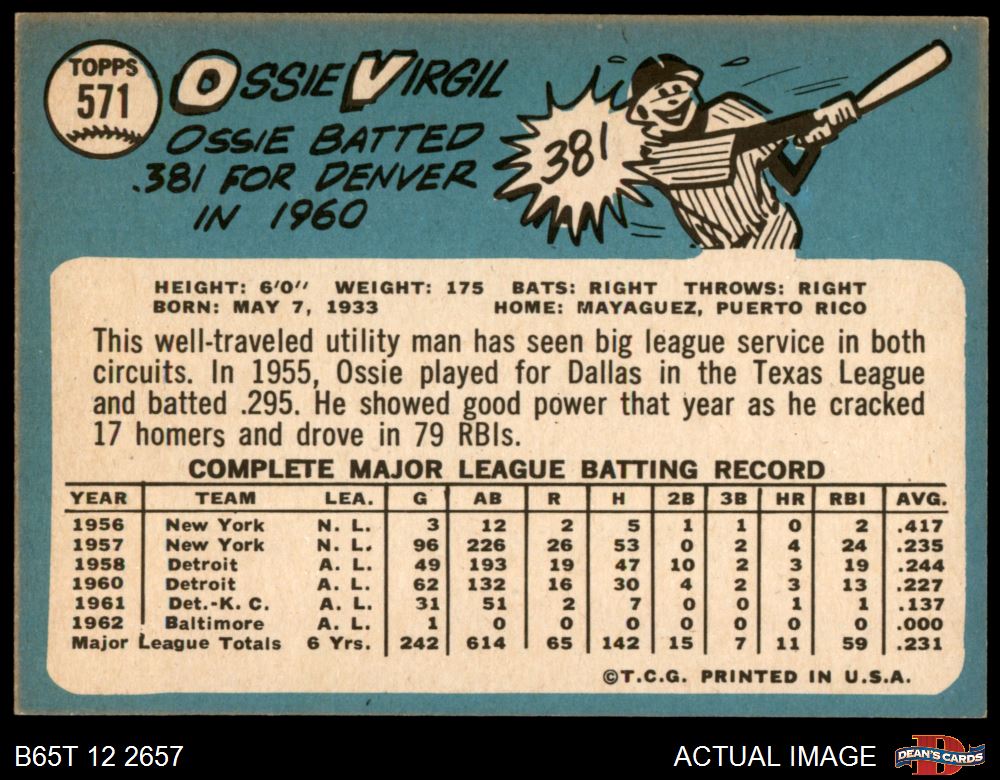 TOPPS
571
OSSIE VIRGIL
OSSIE BATTED
.381 FOR DENVER
IN 1960
381
HEIGHT: 6'0" WEIGHT: 175 BATS: RIGHT THROWS: RIGHT
BORN: MAY 7, 1933 HOME: MAYAGUEZ, PUERTO RICO
This well-traveled utility man has seen big league service in both
circuits. In 1955, Ossie played for Dallas in the Texas League
and batted .295. He showed good power that year as he cracked
17 homers and drove in 79 RBIs.
COMPLETE MAJOR LEAGUE BATTING RECORD
YEAR TEAM LEA. G AB R H 2B 3B HR RBI AVG.
1956 New York N. L. 3 12 2 5 1 1 0 2 .417
1957 New York N. L. 96 226 26 53 0 2 4 24 .235
1958 Detroit A. L. 49 193 19 47 10 2 3 19 .244
1960 Detroit A. L. 62 132 16 30 4 2 3 13 .227
1961 Det.-K. C. A. L. 31 51 2 7 0 0 1 1 .137
1962 Baltimore A. L. 1 0 0 0 0 0 0 0 .000
Major League Totals 6 Yrs. 242 614 65 142 15 7 11 59 .231
©T.C.G. PRINTED IN U.S.A.
B65T 12 2657
ACTUAL IMAGE
DEAN'S CARDS